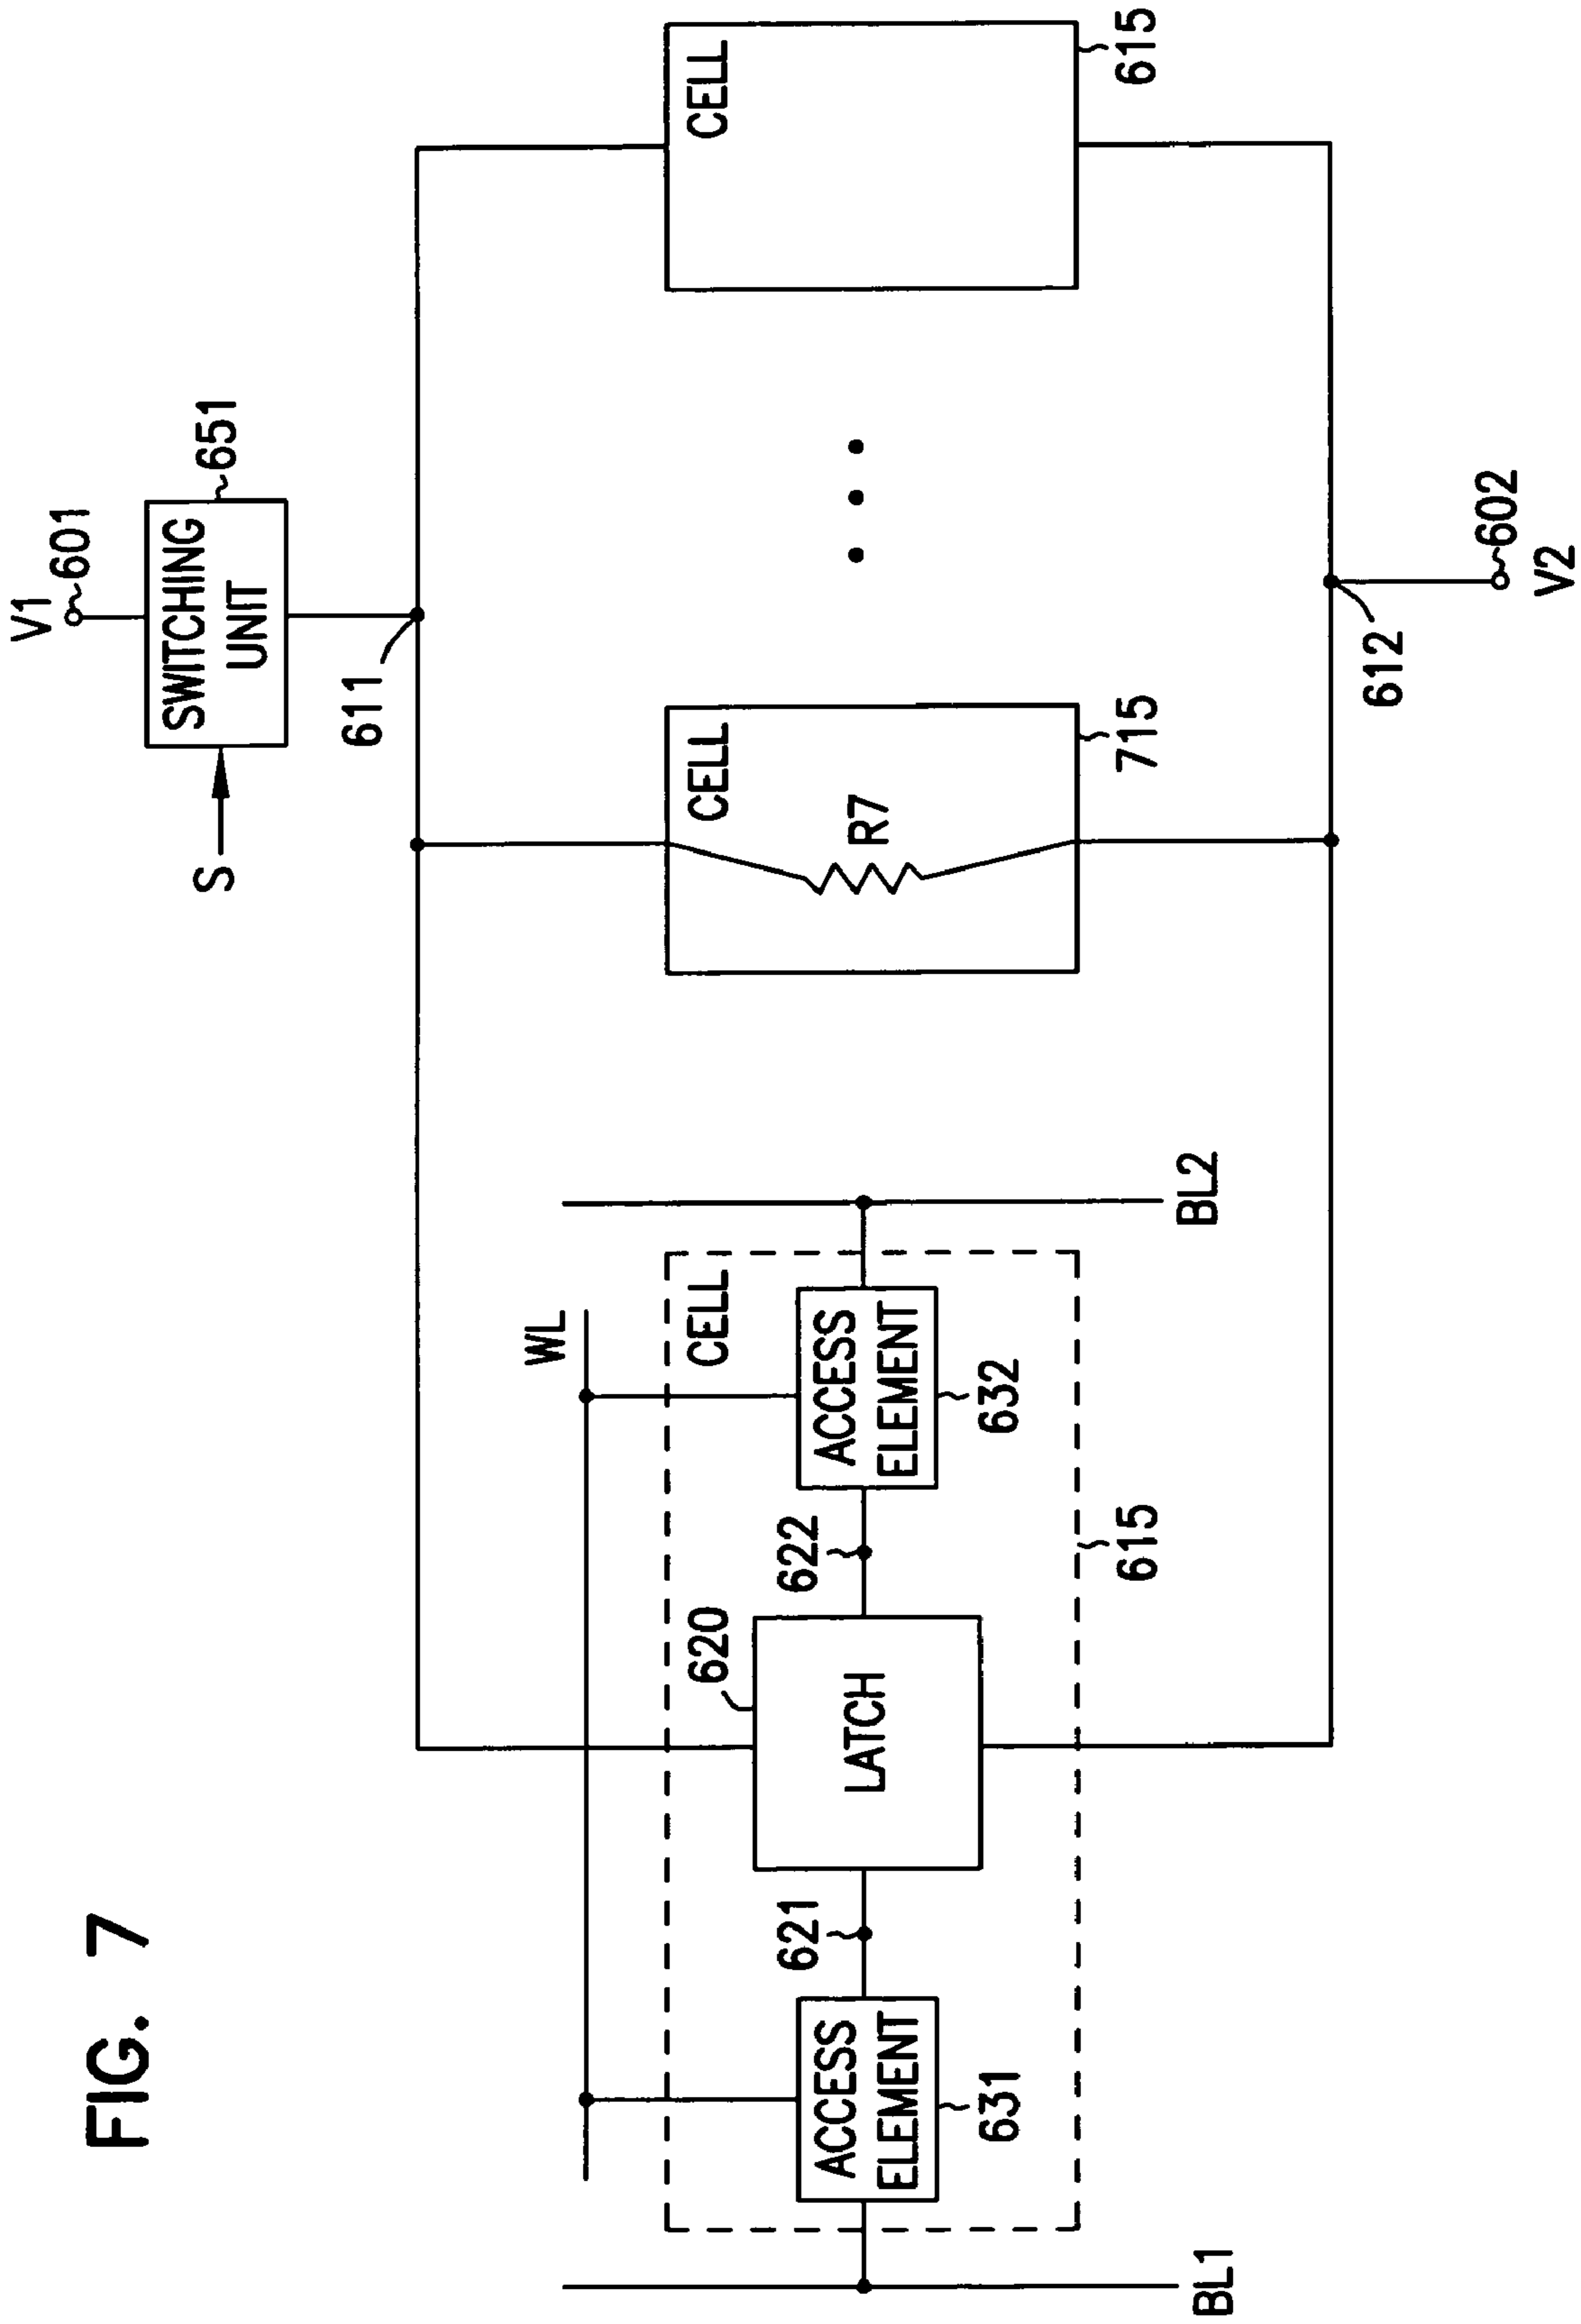 FIG. 7
V1
601
SWITCHING
UNIT
651
S
611
WL
CELL
620
621
622
LATCH
ACCESS
ELEMENT
631
ACCESS
ELEMENT
632
615
BL1
BL2
CELL
R7
715
CELL
615
612
602
V2